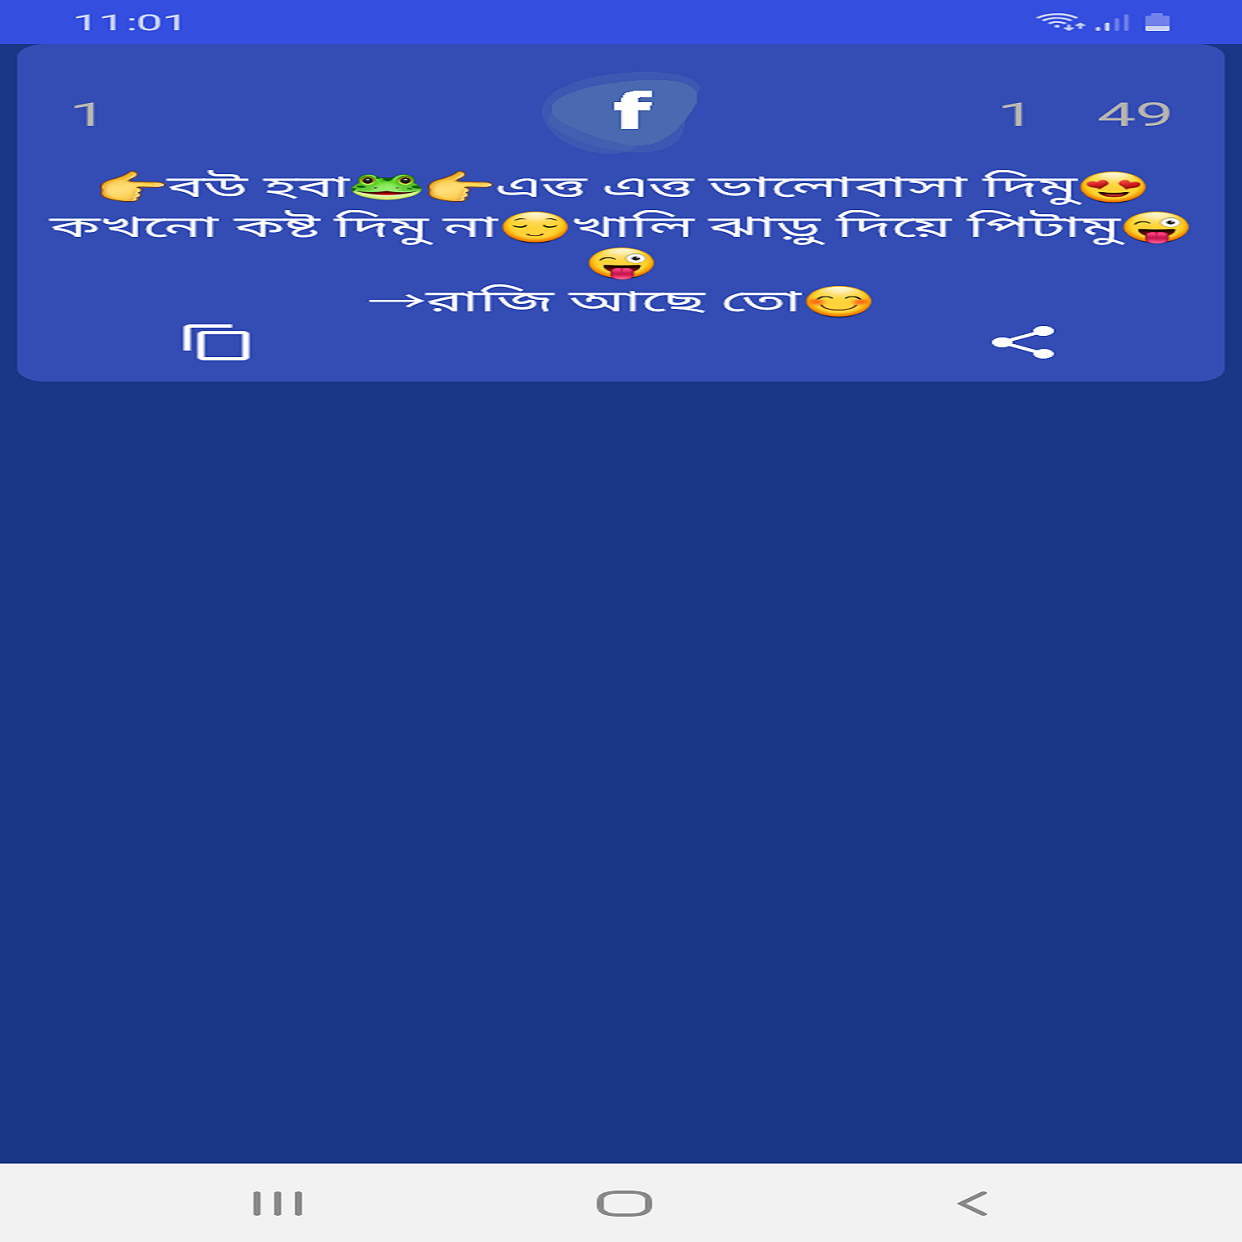 11:01
1 f 1 49
👉বউ হবা🐸👉এত্ত এত্ত ভালোবাসা দিমু😍
কখনো কষ্ট দিমু না😌খালি ঝাড়ু দিয়ে পিটামু😜
😜
→রাজি আছে তো😊